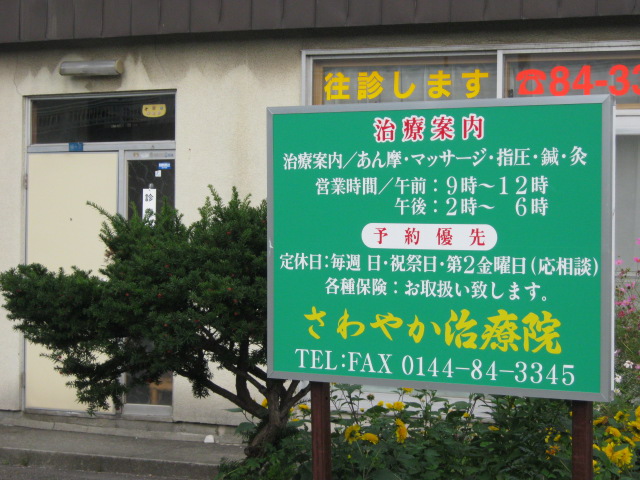 往診します
☎84-33
治療案内
治療案内／あん摩・マッサージ・指圧・鍼・灸
営業時間／午前：9時～12時
午後：2時～ 6時
予約優先
定休日：毎週 日・祝祭日・第2金曜日(応相談)
各種保険：お取扱い致します。
さわやか治療院
TEL:FAX 0144-84-3345
診